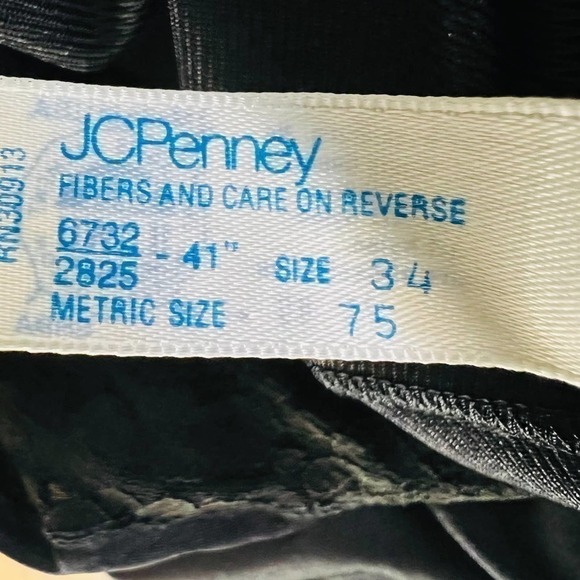 JCPenney
FIBERS AND CARE ON REVERSE
6732
2825 - 41" SIZE 34
METRIC SIZE 75
RN30913